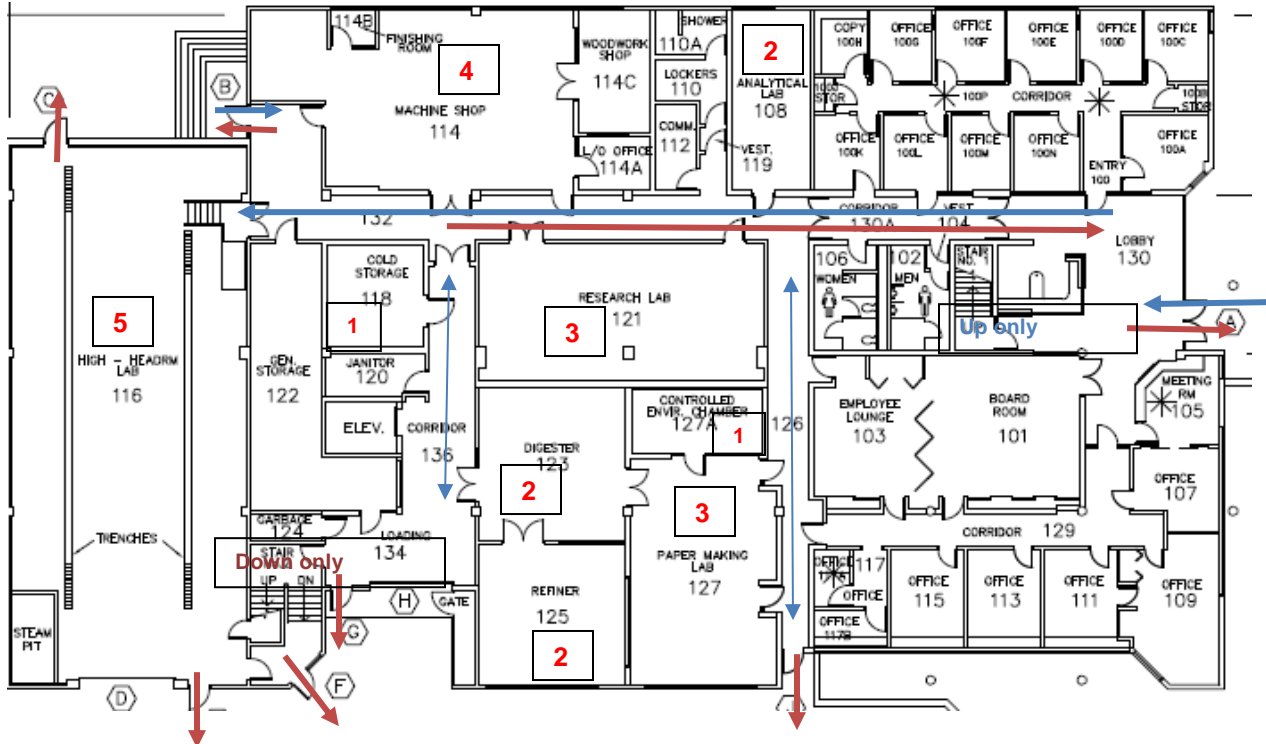 114B
FINISHING
ROOM
4
MACHINE SHOP
114
WOODWORK
SHOP
114C
L/O OFFICE
114A
SHOWER
110A
LOCKERS
110
COMM.
112
VEST.
119
2
ANALYTICAL
LAB
108
COPY
100H
OFFICE
100G
OFFICE
100F
OFFICE
100E
OFFICE
100D
OFFICE
100C
STOR
100P
CORRIDOR
100B
STOR
OFFICE
100K
OFFICE
100L
OFFICE
100M
OFFICE
100N
ENTRY
100
OFFICE
100A
C
B
132
CORRIDOR
130A
VEST
104
LOBBY
130
5
HIGH - HEADRM
LAB
116
TRENCHES
STEAM
PIT
D
GEN.
STORAGE
122
COLD
STORAGE
118
1
JANITOR
120
ELEV.
CORRIDOR
136
GARBAGE
124
LOADING
134
STAIR
Down only
UP
DN
H
GATE
G
F
RESEARCH LAB
121
3
DIGESTER
123
2
REFINER
125
2
CONTROLLED
ENVIR. CHAMBER
127A
1
3
PAPER MAKING
LAB
127
126
106
WOMEN
102
MEN
STAIR
NO. 1
Up only
A
EMPLOYEE
LOUNGE
103
BOARD
ROOM
101
MEETING
RM
105
OFFICE
107
CORRIDOR 129
OFFICE
117
OFFICE
OFFICE
117B
OFFICE
115
OFFICE
113
OFFICE
111
OFFICE
109